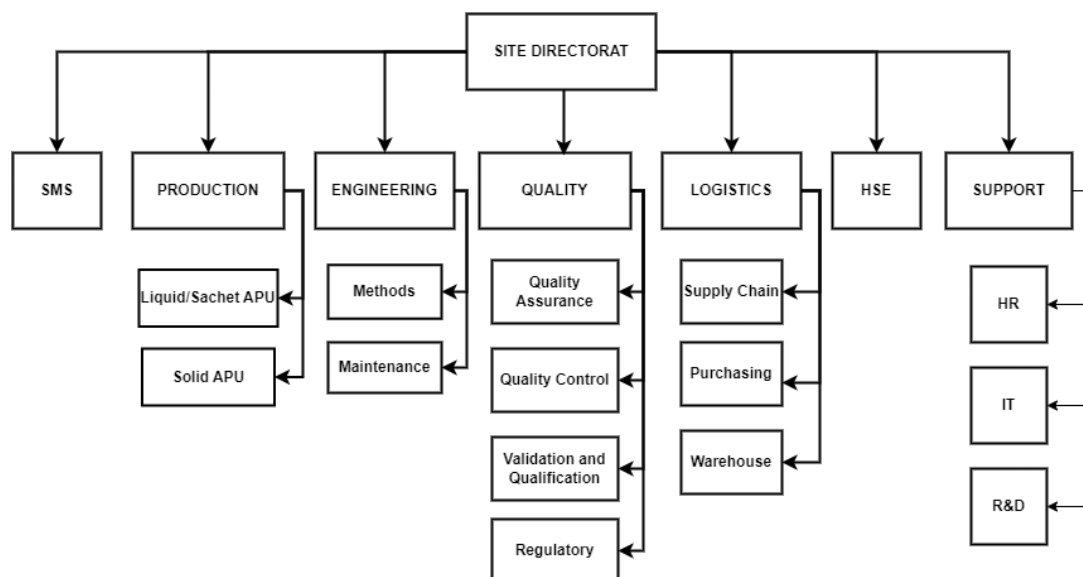 SITE DIRECTORAT
SMS
PRODUCTION
ENGINEERING
QUALITY
LOGISTICS
HSE
SUPPORT
Liquid/Sachet APU
Solid APU
Methods
Maintenance
Quality
Assurance
Quality Control
Validation and
Qualification
Regulatory
Supply Chain
Purchasing
Warehouse
HR
IT
R&D